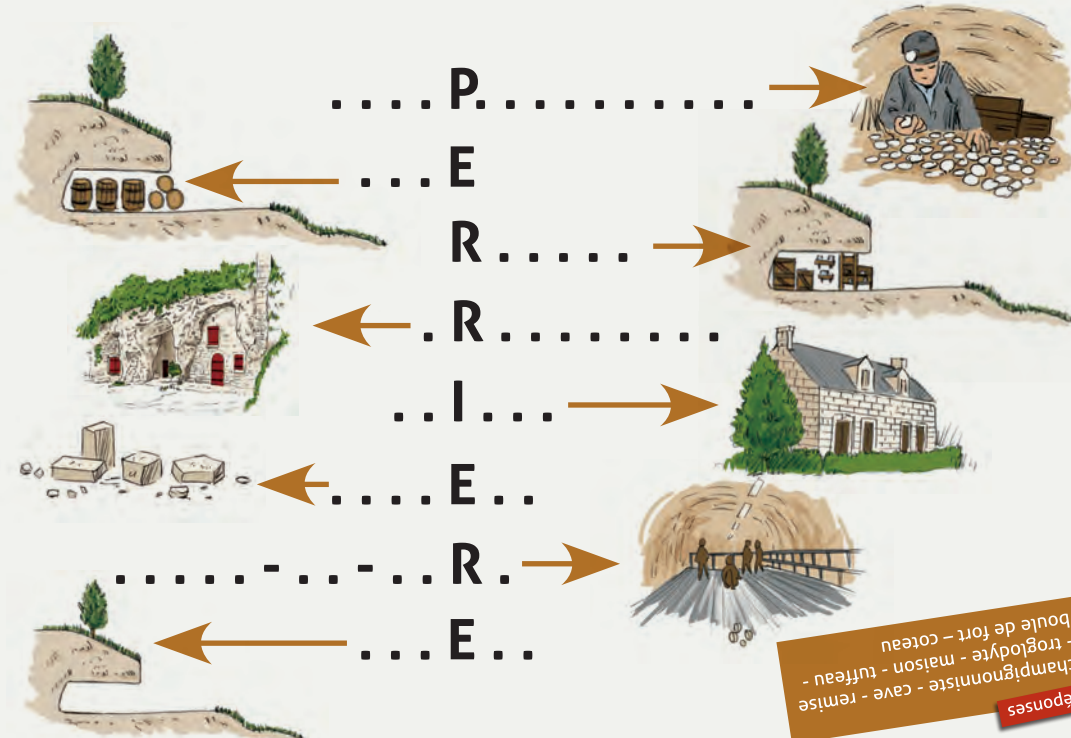 . . . . P. . . . . . . . . .
. . . E
R . . . . .
. R . . . . . . . .
. . I . . .
. . . . E . .
. . . . . - . . - . . R .
. . . E . .
éponses
champignonniste - cave - remise
- troglodyte - maison - tuffeau -
boule de fort – coteau